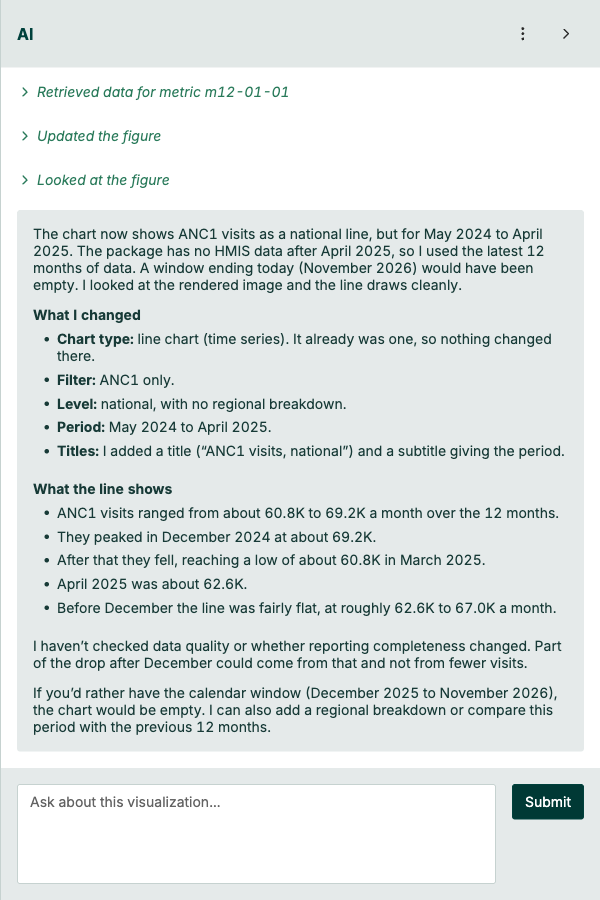 AI
Retrieved data for metric m12-01-01
Updated the figure
Looked at the figure
The chart now shows ANC1 visits as a national line, but for May 2024 to April
2025. The package has no HMIS data after April 2025, so I used the latest 12
months of data. A window ending today (November 2026) would have been
empty. I looked at the rendered image and the line draws cleanly.
What I changed
• Chart type: line chart (time series). It already was one, so nothing changed
there.
• Filter: ANC1 only.
• Level: national, with no regional breakdown.
• Period: May 2024 to April 2025.
• Titles: I added a title (“ANC1 visits, national”) and a subtitle giving the period.
What the line shows
• ANC1 visits ranged from about 60.8K to 69.2K a month over the 12 months.
• They peaked in December 2024 at about 69.2K.
• After that they fell, reaching a low of about 60.8K in March 2025.
• April 2025 was about 62.6K.
• Before December the line was fairly flat, at roughly 62.6K to 67.0K a month.
I haven’t checked data quality or whether reporting completeness changed. Part
of the drop after December could come from that and not from fewer visits.
If you’d rather have the calendar window (December 2025 to November 2026),
the chart would be empty. I can also add a regional breakdown or compare this
period with the previous 12 months.
Ask about this visualization...
Submit